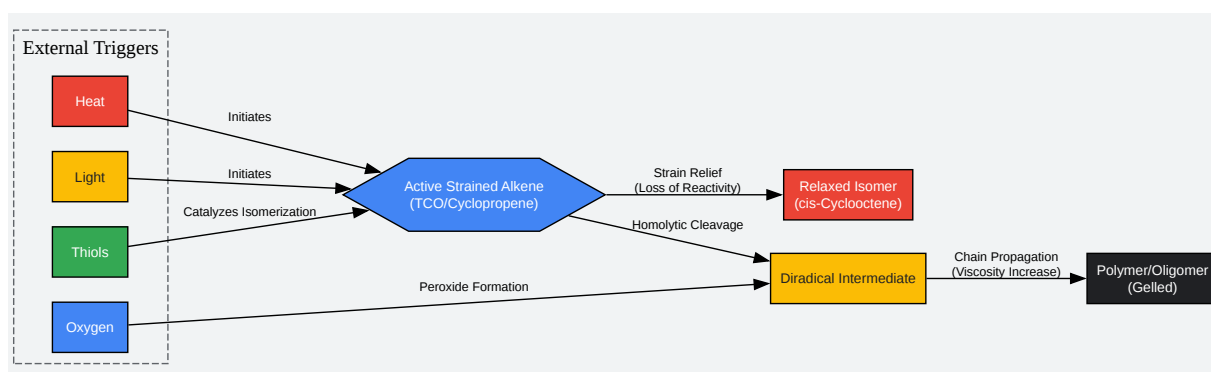 External Triggers
Heat
Initiates
Light
Initiates
Thiols
Catalyzes Isomerization
Oxygen
Peroxide Formation
Active Strained Alkene
(TCO/Cyclopropene)
Strain Relief
(Loss of Reactivity)
Homolytic Cleavage
Relaxed Isomer
(cis-Cyclooctene)
Diradical Intermediate
Chain Propagation
(Viscosity Increase)
Polymer/Oligomer
(Gelled)